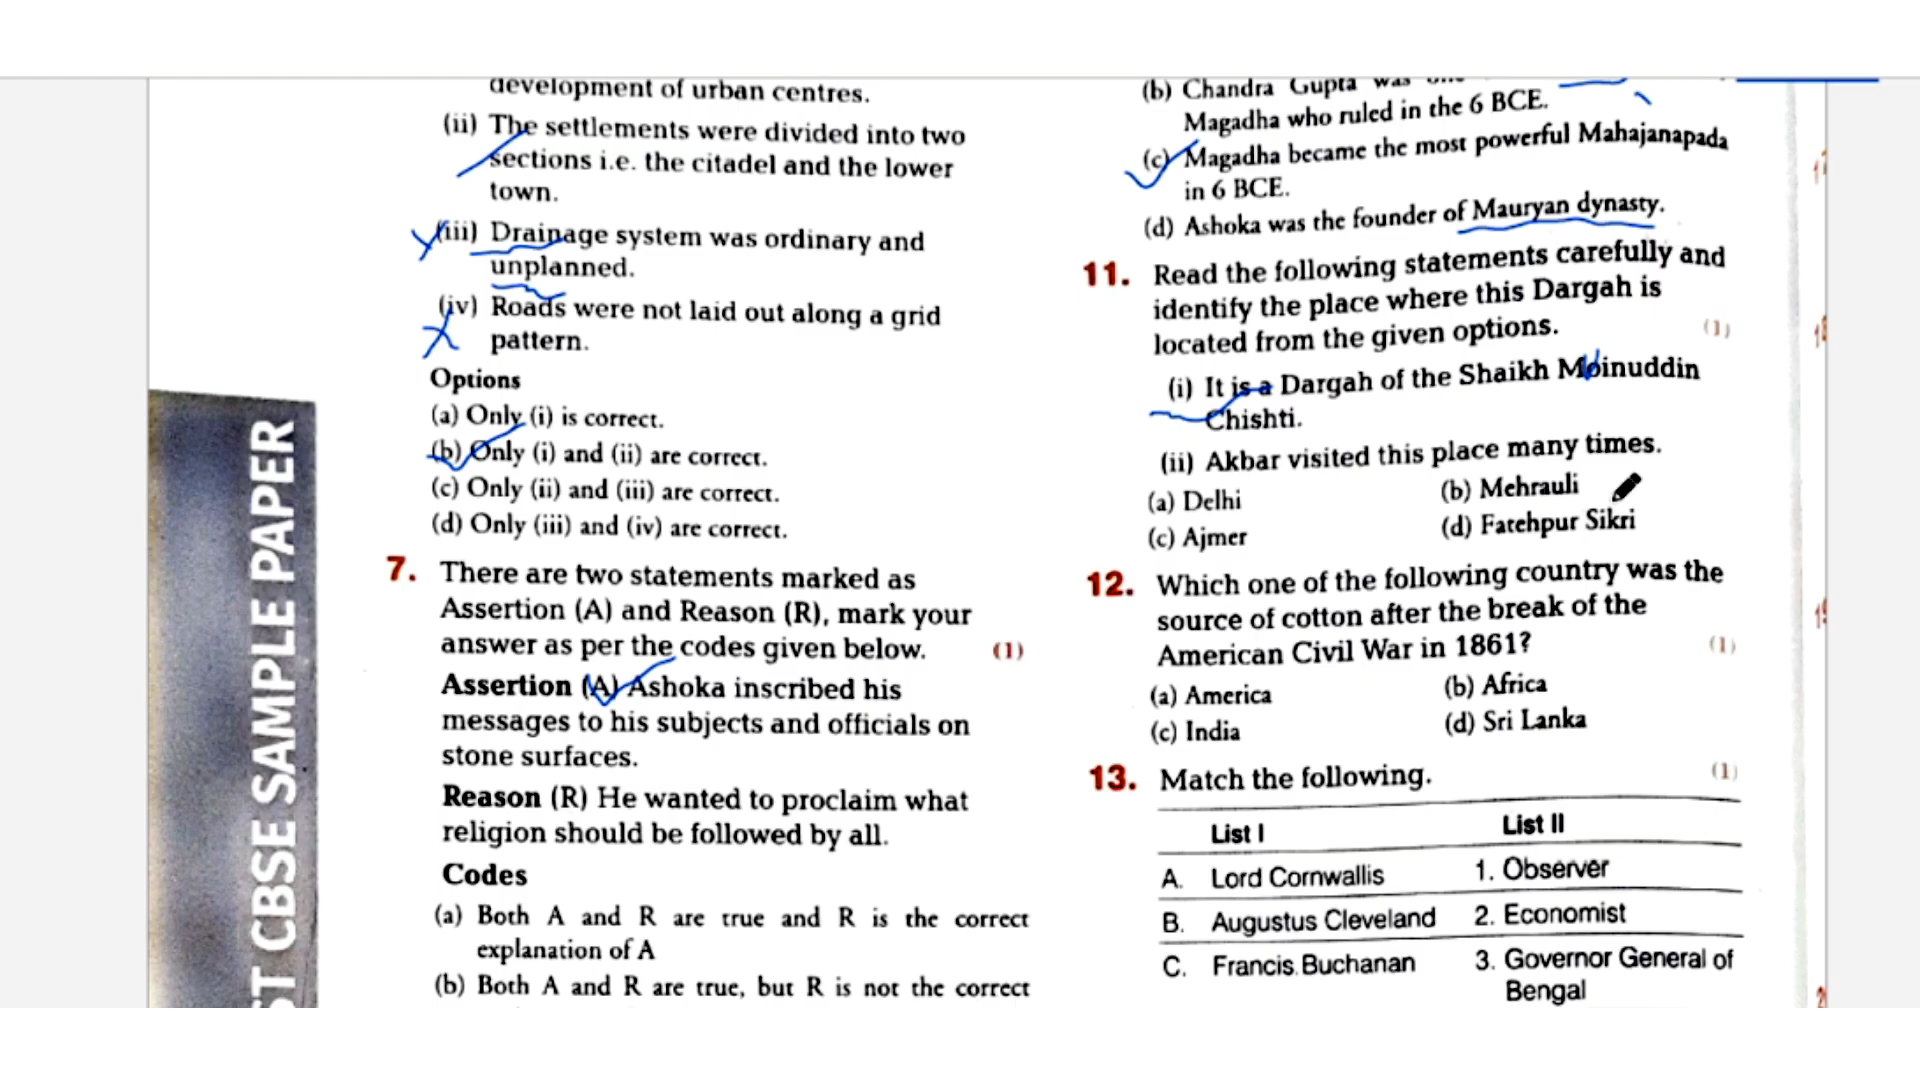 development of urban centres.
(ii) The settlements were divided into two
sections i.e. the citadel and the lower
town.
(iii) Drainage system was ordinary and
unplanned.
(iv) Roads were not laid out along a grid
pattern.
Options
(a) Only (i) is correct.
(b) Only (i) and (ii) are correct.
(c) Only (ii) and (iii) are correct.
(d) Only (iii) and (iv) are correct.
7. There are two statements marked as
Assertion (A) and Reason (R), mark your
answer as per the codes given below. (1)
Assertion (A) Ashoka inscribed his
messages to his subjects and officials on
stone surfaces.
Reason (R) He wanted to proclaim what
religion should be followed by all.
Codes
(a) Both A and R are true and R is the correct
explanation of A
(b) Both A and R are true, but R is not the correct
(b) Chandra Gupta was
Magadha who ruled in the 6 BCE.
(c) Magadha became the most powerful Mahajanapada
in 6 BCE.
(d) Ashoka was the founder of Mauryan dynasty.
11. Read the following statements carefully and
identify the place where this Dargah is
located from the given options. (1)
(i) It is a Dargah of the Shaikh Moinuddin
Chishti.
(ii) Akbar visited this place many times.
(a) Delhi (b) Mehrauli
(c) Ajmer (d) Fatehpur Sikri
12. Which one of the following country was the
source of cotton after the break of the
American Civil War in 1861? (1)
(a) America (b) Africa
(c) India (d) Sri Lanka
13. Match the following. (1)
List I List II
A. Lord Cornwallis 1. Observer
B. Augustus Cleveland 2. Economist
C. Francis Buchanan 3. Governor General of
Bengal
CBSE SAMPLE PAPER